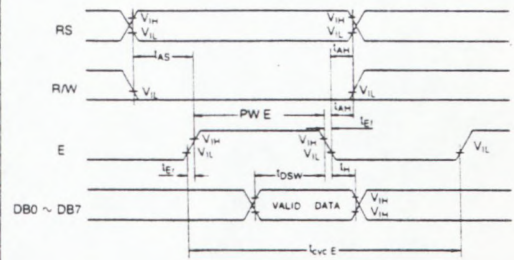 RS
VIH
VIL
VIH
VIL
tAS
tAH
R/W
VIL
tAH
VIL
PW E
tEf
E
VIH
VIL
VIH
VIL
tEr
tDSW
tH
DB0 ~ DB7
VALID DATA
VIH
VIH
tCYC E